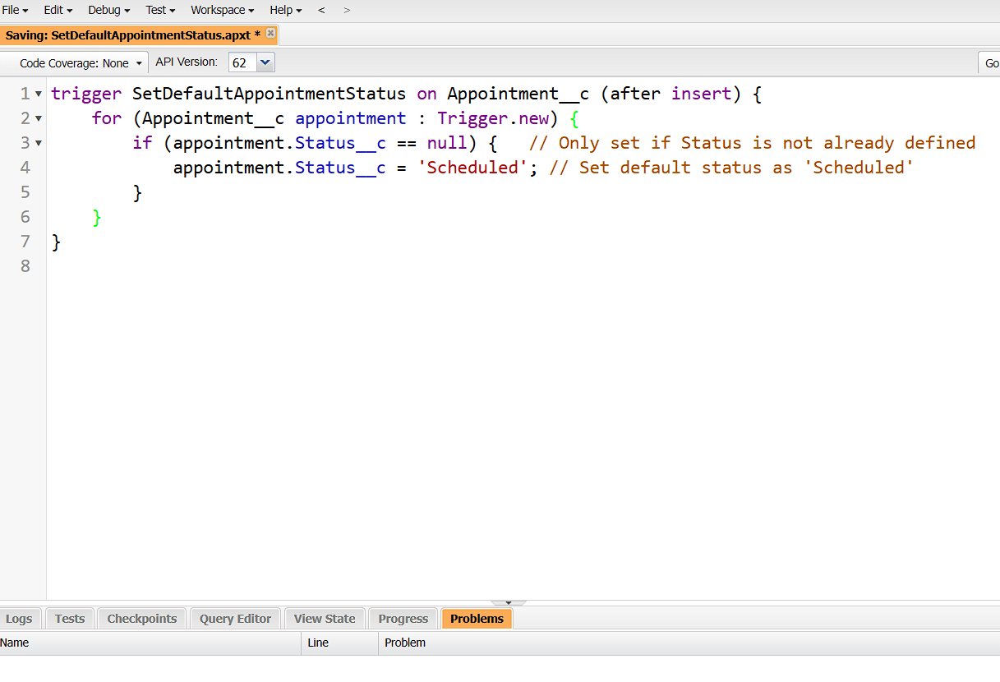 File Edit Debug Test Workspace Help < >
Saving: SetDefaultAppointmentStatus.apxt *
Code Coverage: None API Version: 62 Go
1 trigger SetDefaultAppointmentStatus on Appointment__c (after insert) {
2 for (Appointment__c appointment : Trigger.new) {
3 if (appointment.Status__c == null) { // Only set if Status is not already defined
4 appointment.Status__c = 'Scheduled'; // Set default status as 'Scheduled'
5 }
6 }
7 }
8
Logs Tests Checkpoints Query Editor View State Progress Problems
Name Line Problem